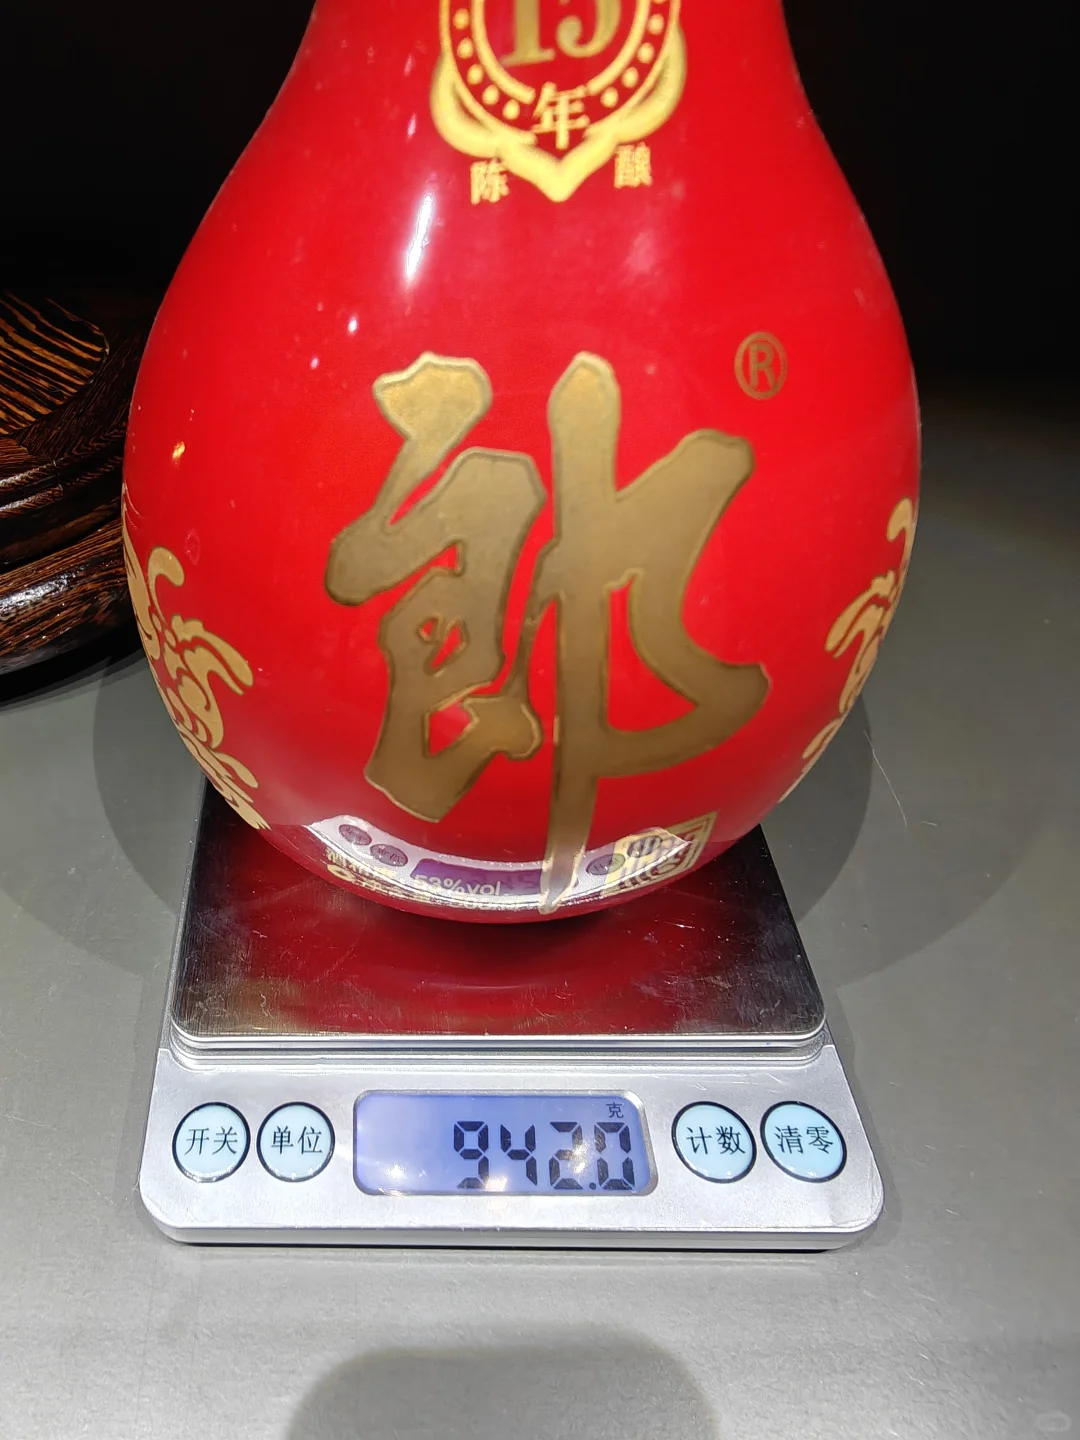 15
年
陈 酿
®
郎
53%vol
克
开关 单位 942.0 计数 清零